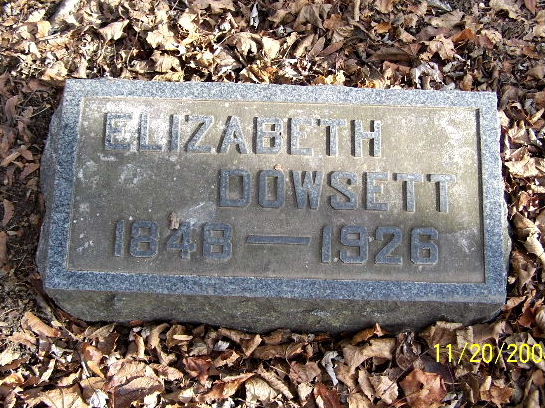 ELIZABETH
DOWSETT
1848 — 1926